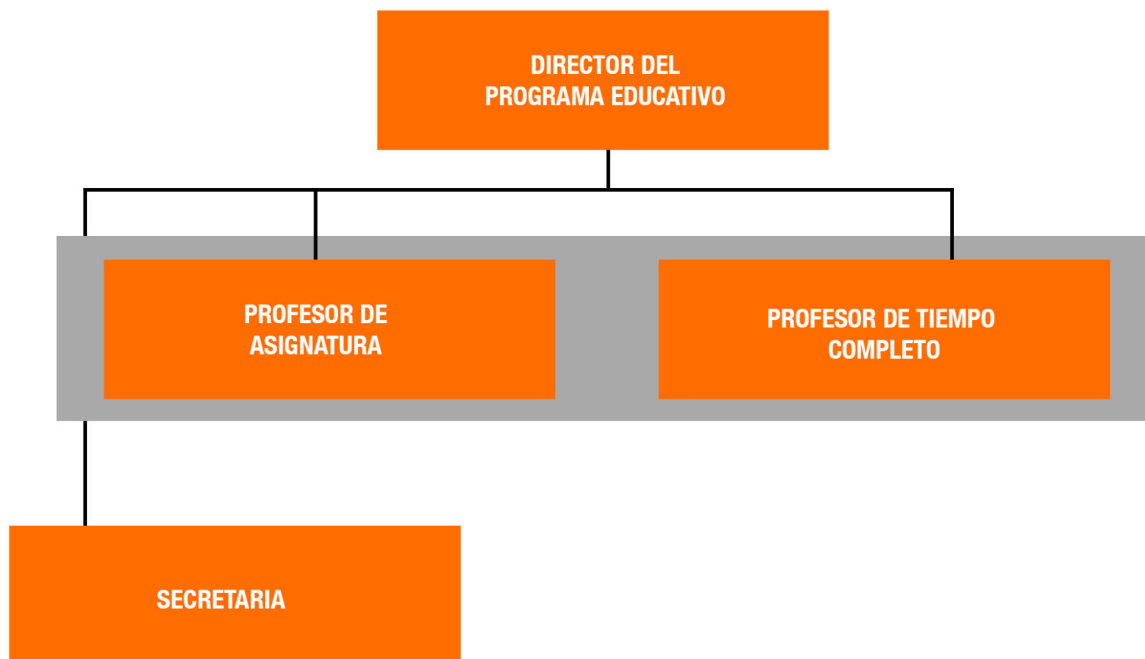 DIRECTOR DEL
PROGRAMA EDUCATIVO
PROFESOR DE
ASIGNATURA
PROFESOR DE TIEMPO
COMPLETO
SECRETARIA